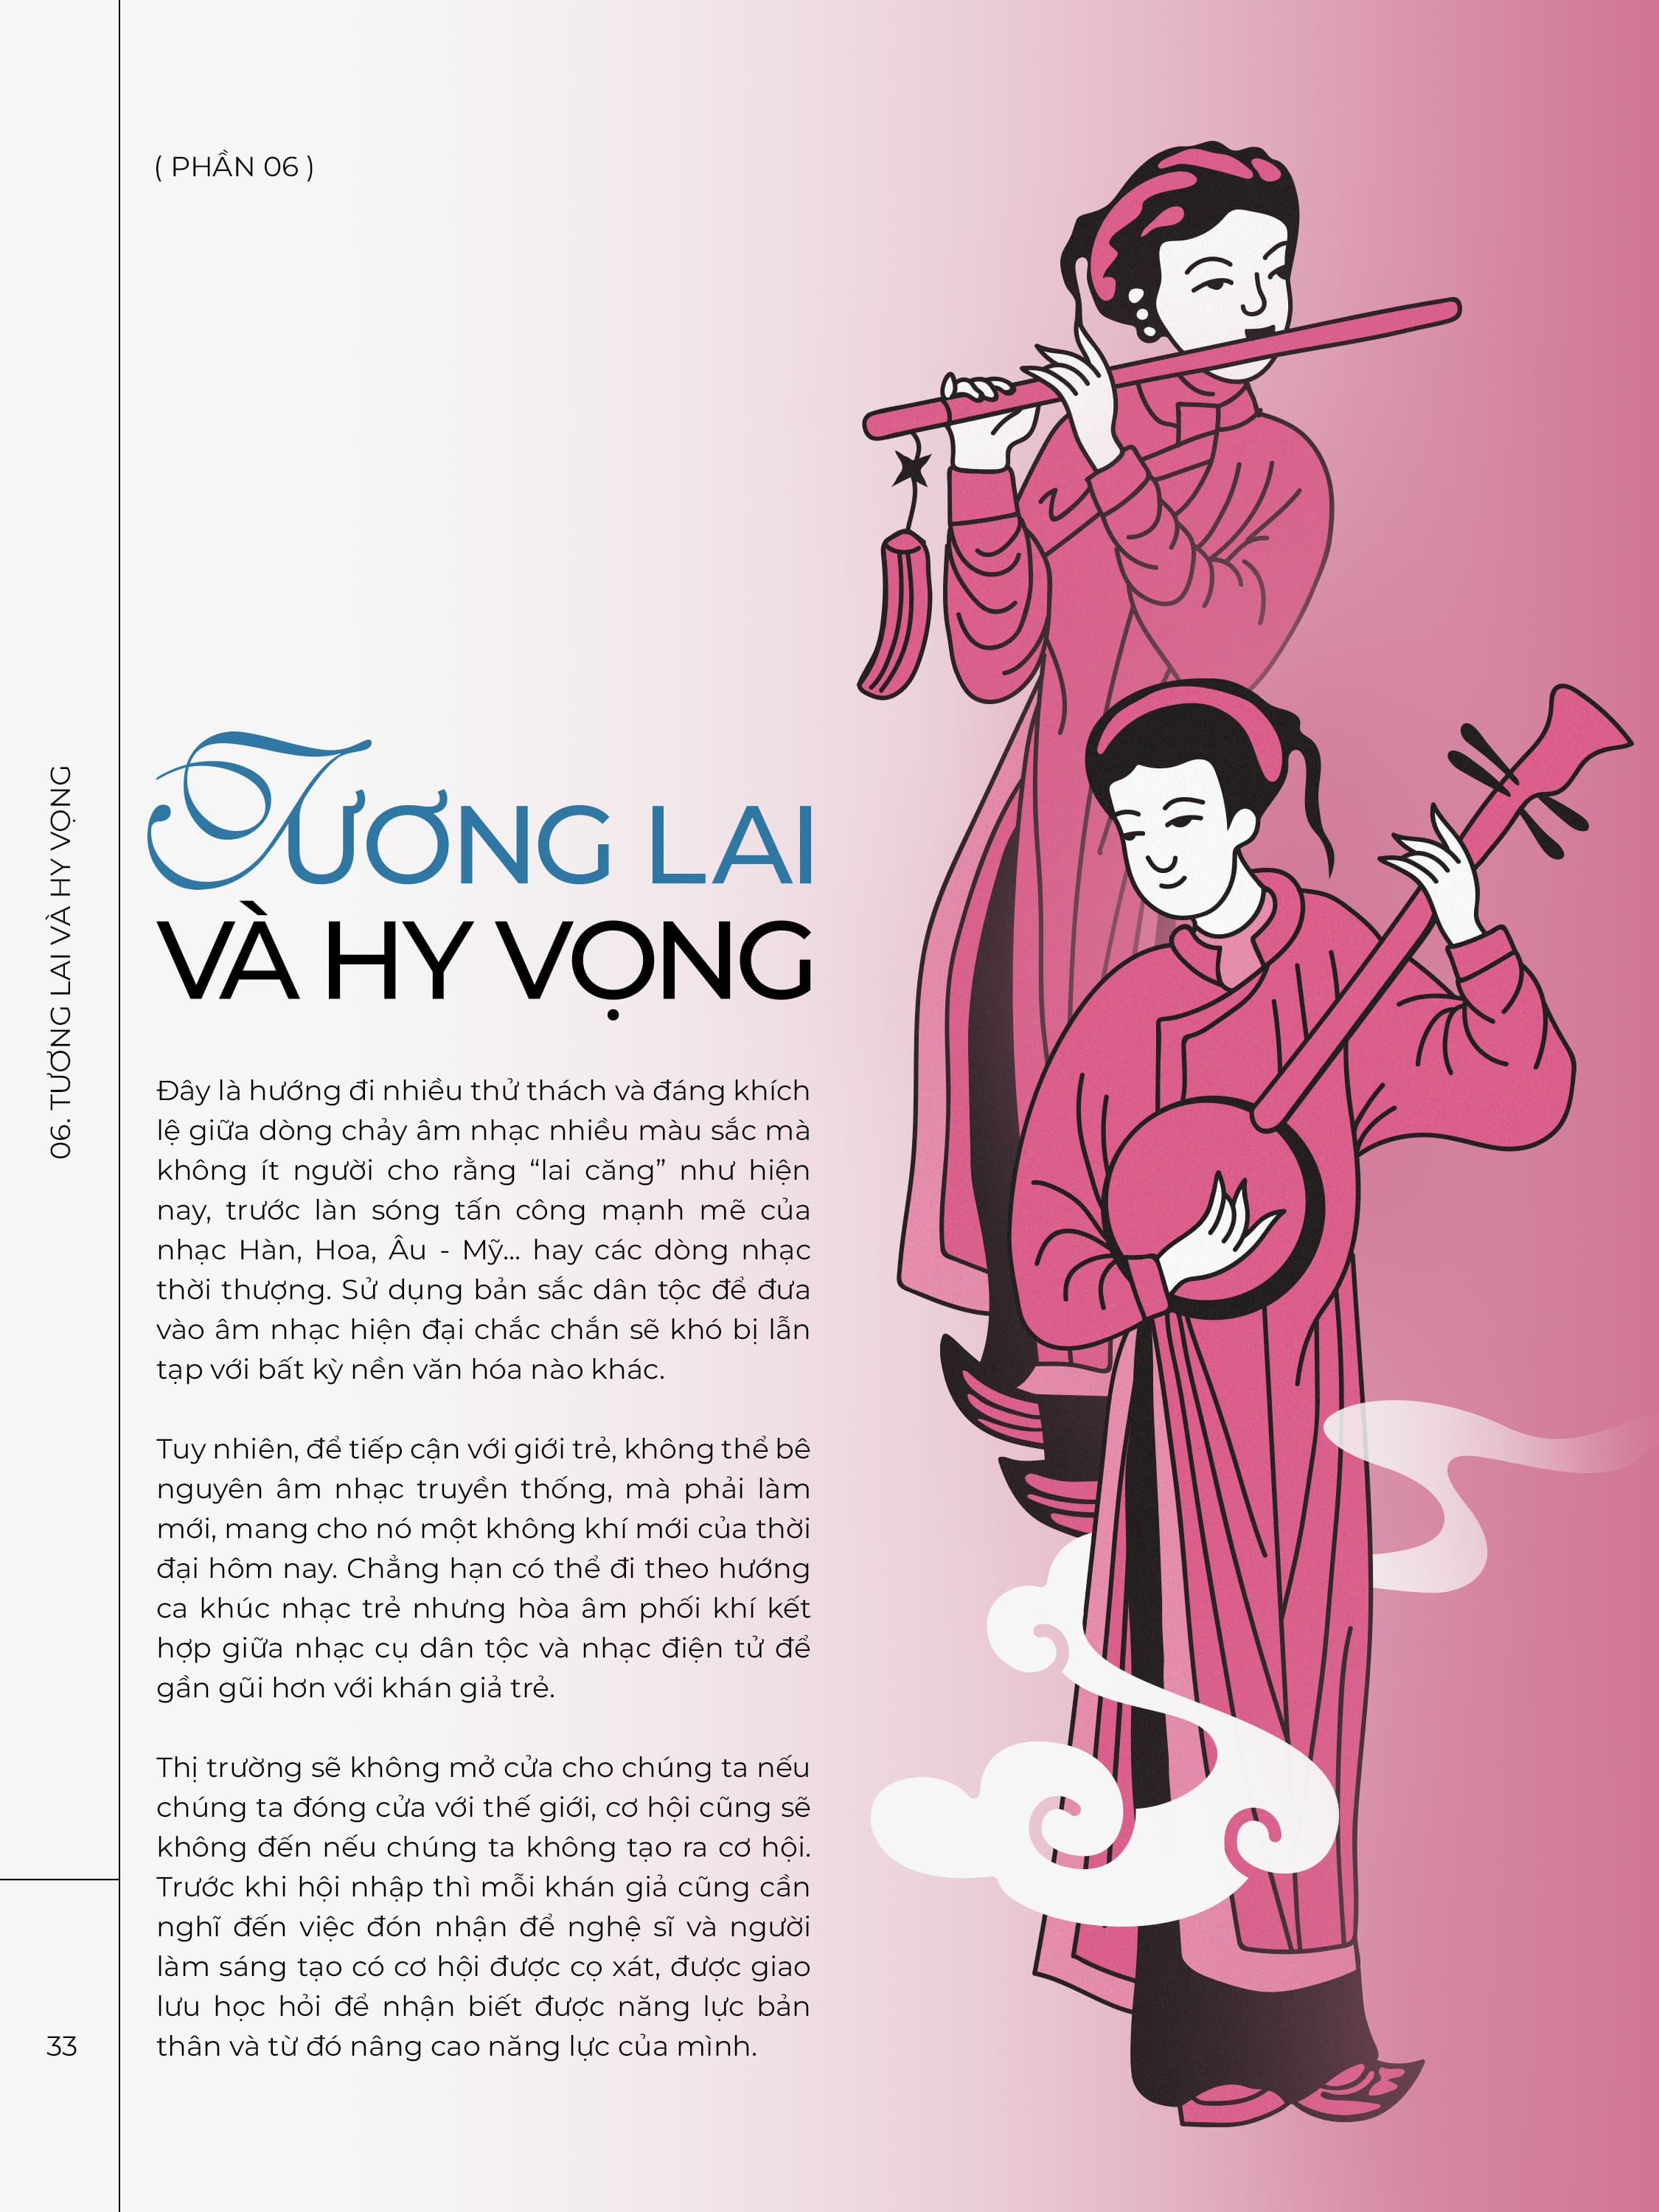 ( PHẦN 06 )
06. TƯƠNG LAI VÀ HY VỌNG
TƯƠNG LAI
VÀ HY VỌNG
Đây là hướng đi nhiều thử thách và đáng khích
lệ giữa dòng chảy âm nhạc nhiều màu sắc mà
không ít người cho rằng “lai căng” như hiện
nay, trước làn sóng tấn công mạnh mẽ của
nhạc Hàn, Hoa, Âu - Mỹ... hay các dòng nhạc
thời thượng. Sử dụng bản sắc dân tộc để đưa
vào âm nhạc hiện đại chắc chắn sẽ khó bị lẫn
tạp với bất kỳ nền văn hóa nào khác.
Tuy nhiên, để tiếp cận với giới trẻ, không thể bê
nguyên âm nhạc truyền thống, mà phải làm
mới, mang cho nó một không khí mới của thời
đại hôm nay. Chẳng hạn có thể đi theo hướng
ca khúc nhạc trẻ nhưng hòa âm phối khí kết
hợp giữa nhạc cụ dân tộc và nhạc điện tử để
gần gũi hơn với khán giả trẻ.
Thị trường sẽ không mở cửa cho chúng ta nếu
chúng ta đóng cửa với thế giới, cơ hội cũng sẽ
không đến nếu chúng ta không tạo ra cơ hội.
Trước khi hội nhập thì mỗi khán giả cũng cần
nghĩ đến việc đón nhận để nghệ sĩ và người
làm sáng tạo có cơ hội được cọ xát, được giao
lưu học hỏi để nhận biết được năng lực bản
thân và từ đó nâng cao năng lực của mình.
33